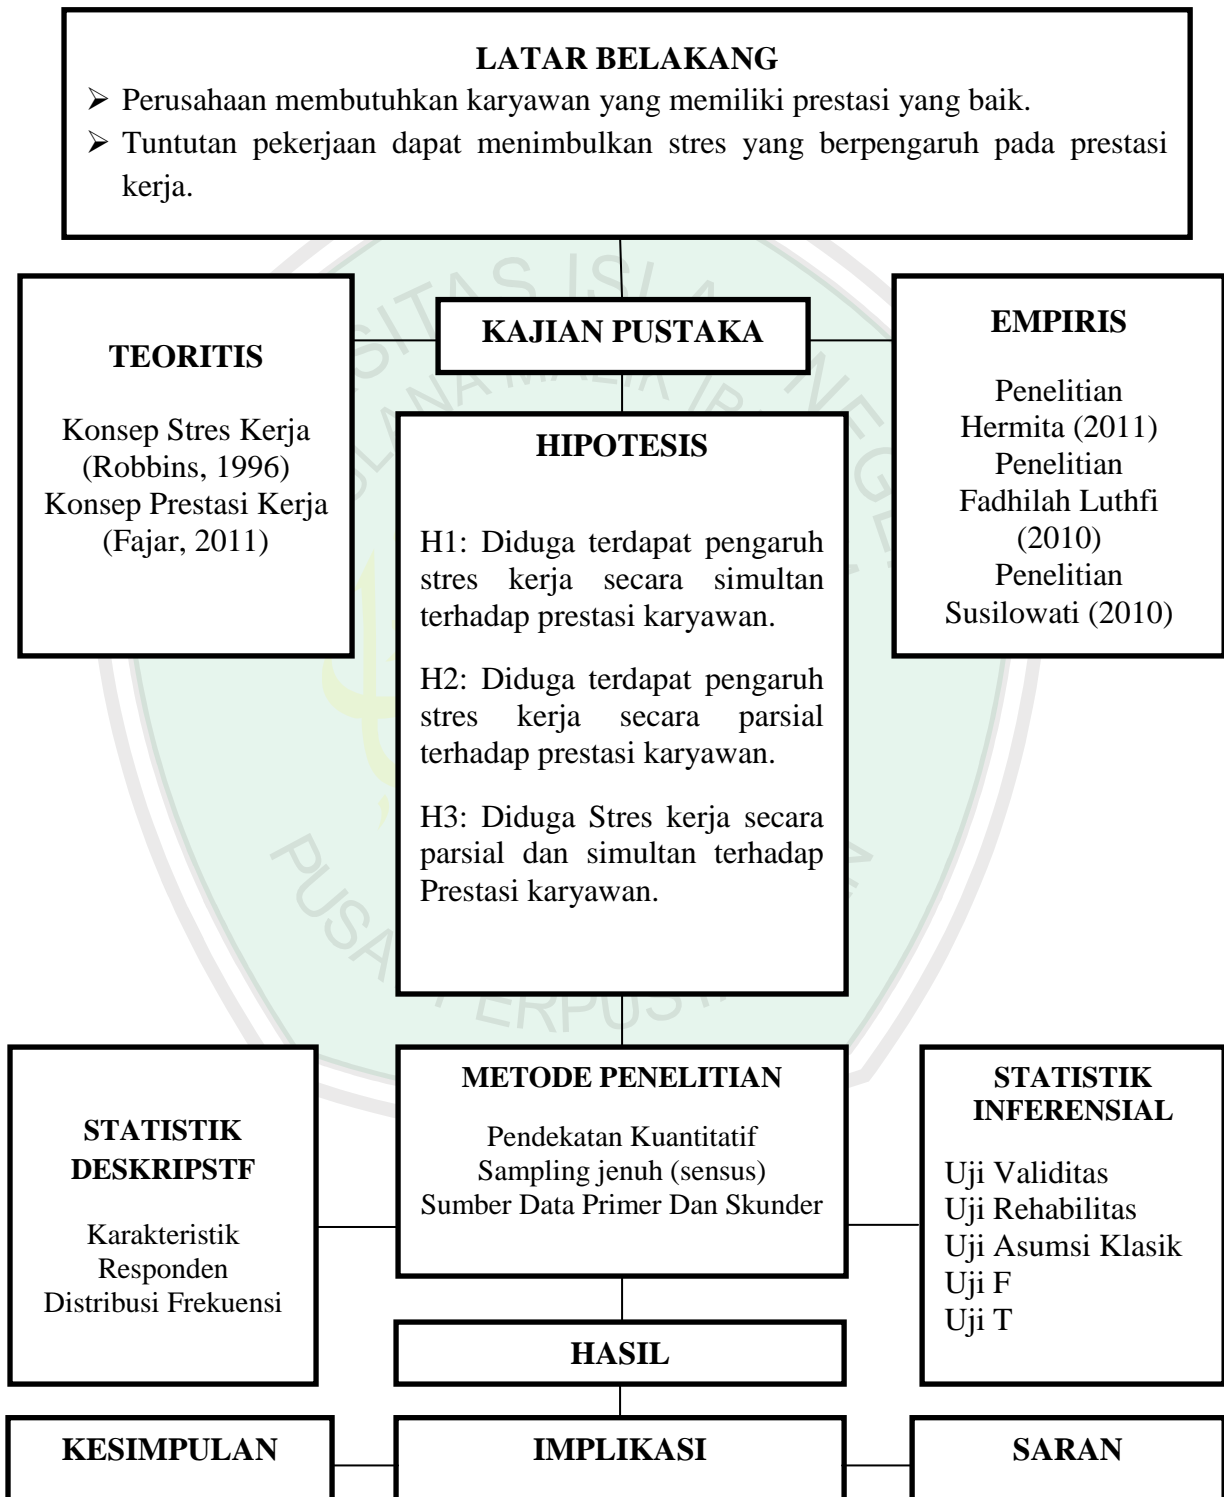 LATAR BELAKANG
➢ Perusahaan membutuhkan karyawan yang memiliki prestasi yang baik.
➢ Tuntutan pekerjaan dapat menimbulkan stres yang berpengaruh pada prestasi
kerja.
TEORITIS
Konsep Stres Kerja
(Robbins, 1996)
Konsep Prestasi Kerja
(Fajar, 2011)
KAJIAN PUSTAKA
EMPIRIS
Penelitian
Hermita (2011)
Penelitian
Fadhilah Luthfi
(2010)
Penelitian
Susilowati (2010)
HIPOTESIS
H1: Diduga terdapat pengaruh
stres kerja secara simultan
terhadap prestasi karyawan.
H2: Diduga terdapat pengaruh
stres kerja secara parsial
terhadap prestasi karyawan.
H3: Diduga Stres kerja secara
parsial dan simultan terhadap
Prestasi karyawan.
STATISTIK
DESKRIPSTF
Karakteristik
Responden
Distribusi Frekuensi
METODE PENELITIAN
Pendekatan Kuantitatif
Sampling jenuh (sensus)
Sumber Data Primer Dan Skunder
STATISTIK
INFERENSIAL
Uji Validitas
Uji Rehabilitas
Uji Asumsi Klasik
Uji F
Uji T
HASIL
KESIMPULAN
IMPLIKASI
SARAN